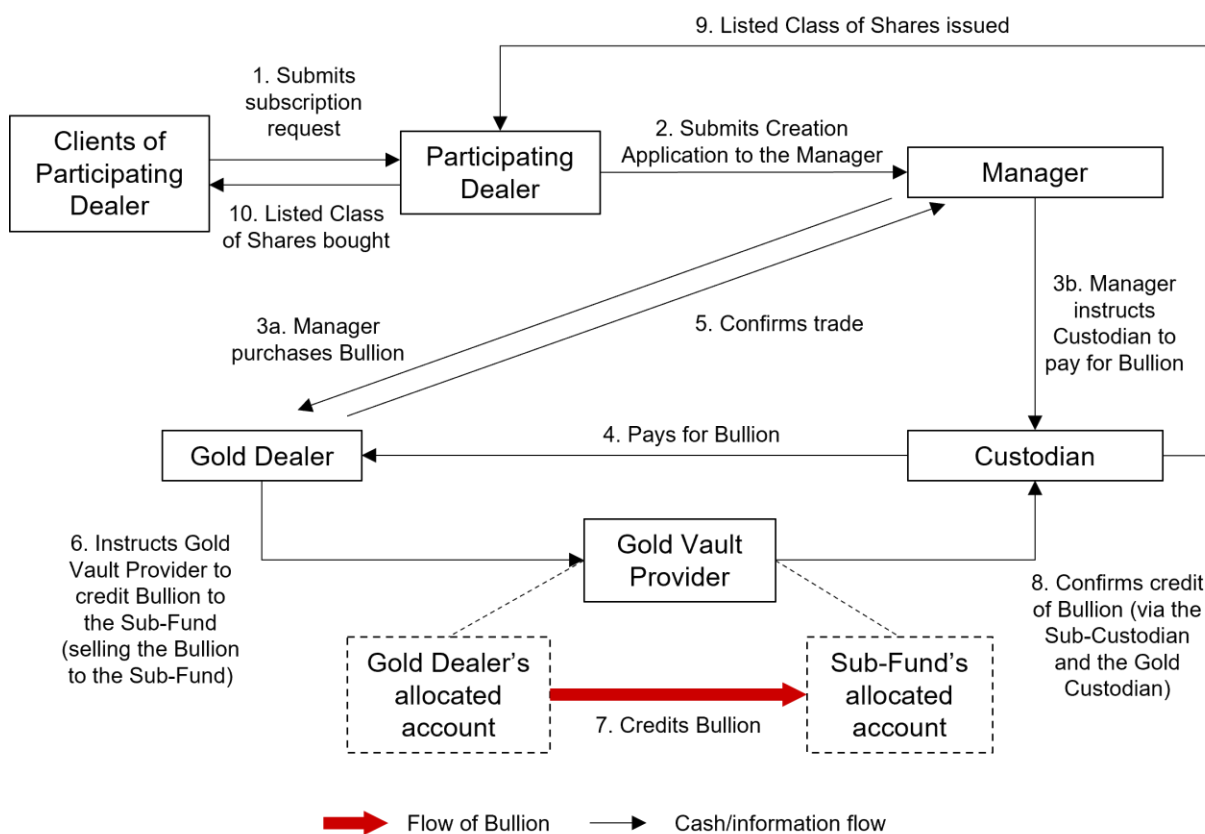 9. Listed Class of Shares issued
1. Submits
subscription
request
Clients of
Participating
Dealer
Participating
Dealer
2. Submits Creation
Application to the Manager
Manager
10. Listed Class
of Shares bought
3a. Manager
purchases Bullion
5. Confirms trade
3b. Manager
instructs
Custodian to
pay for Bullion
Gold Dealer
4. Pays for Bullion
Custodian
6. Instructs Gold
Vault Provider to
credit Bullion to
the Sub-Fund
(selling the Bullion
to the Sub-Fund)
Gold Vault
Provider
8. Confirms credit
of Bullion (via the
Sub-Custodian
and the Gold
Custodian)
Gold Dealer’s
allocated
account
7. Credits Bullion
Sub-Fund’s
allocated
account
Flow of Bullion
Cash/information flow